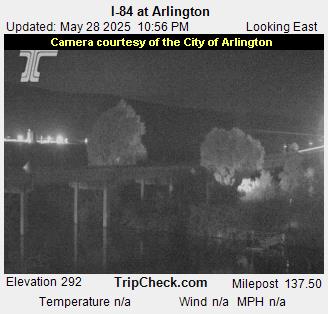 I-84 at Arlington
Updated: May 28 2025 10:56 PM Looking East
Camera courtesy of the City of Arlington
Elevation 292 TripCheck.com Milepost 137.50
Temperature n/a Wind n/a MPH n/a